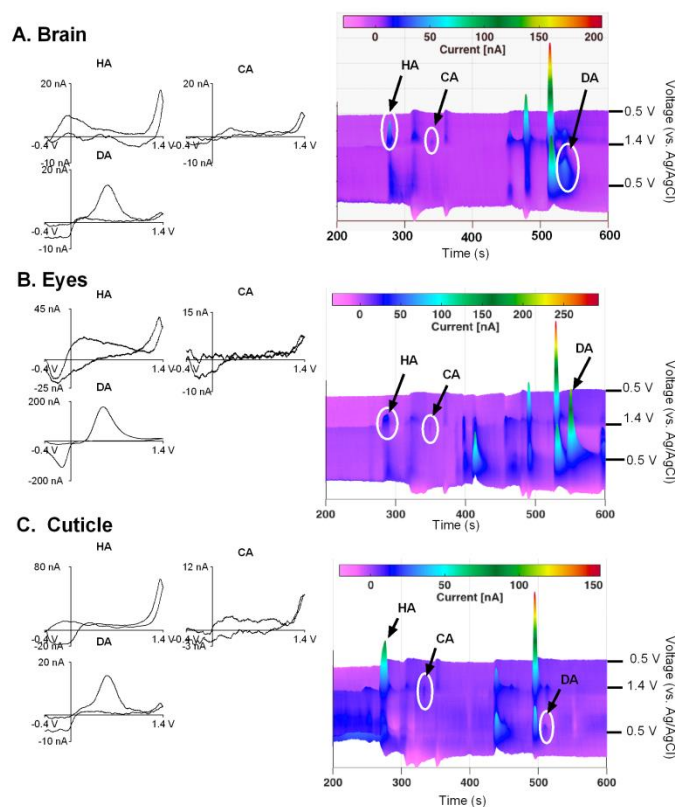 A. Brain
HA
CA
20 nA
20 nA
-0.4 V
1.4 V
-0.4 V
1.4 V
-10 nA
-10 nA
DA
20 nA
-0.4 V
1.4 V
-10 nA
0 50 100 150 200
Current [nA]
HA
CA
DA
0.5 V
1.4 V
0.5 V
Voltage (vs. Ag/AgCl)
200 300 400 500 600
Time (s)
B. Eyes
HA
CA
45 nA
15 nA
-0.4 V
1.4 V
-0.4 V
1.4 V
-25 nA
-10 nA
DA
200 nA
-0.4 V
1.4 V
-200 nA
0 50 100 150 200 250
Current [nA]
HA
CA
DA
0.5 V
1.4 V
0.5 V
Voltage (vs. Ag/AgCl)
200 300 400 500 600
Time (s)
C. Cuticle
HA
CA
80 nA
12 nA
-0.4 V
1.4 V
-0.4 V
1.4 V
-20 nA
-3 nA
DA
20 nA
-0.4 V
1.4 V
-10 nA
0 50 100 150
Current [nA]
HA
CA
DA
0.5 V
1.4 V
0.5 V
Voltage (vs. Ag/AgCl)
200 300 400 500 600
Time (s)